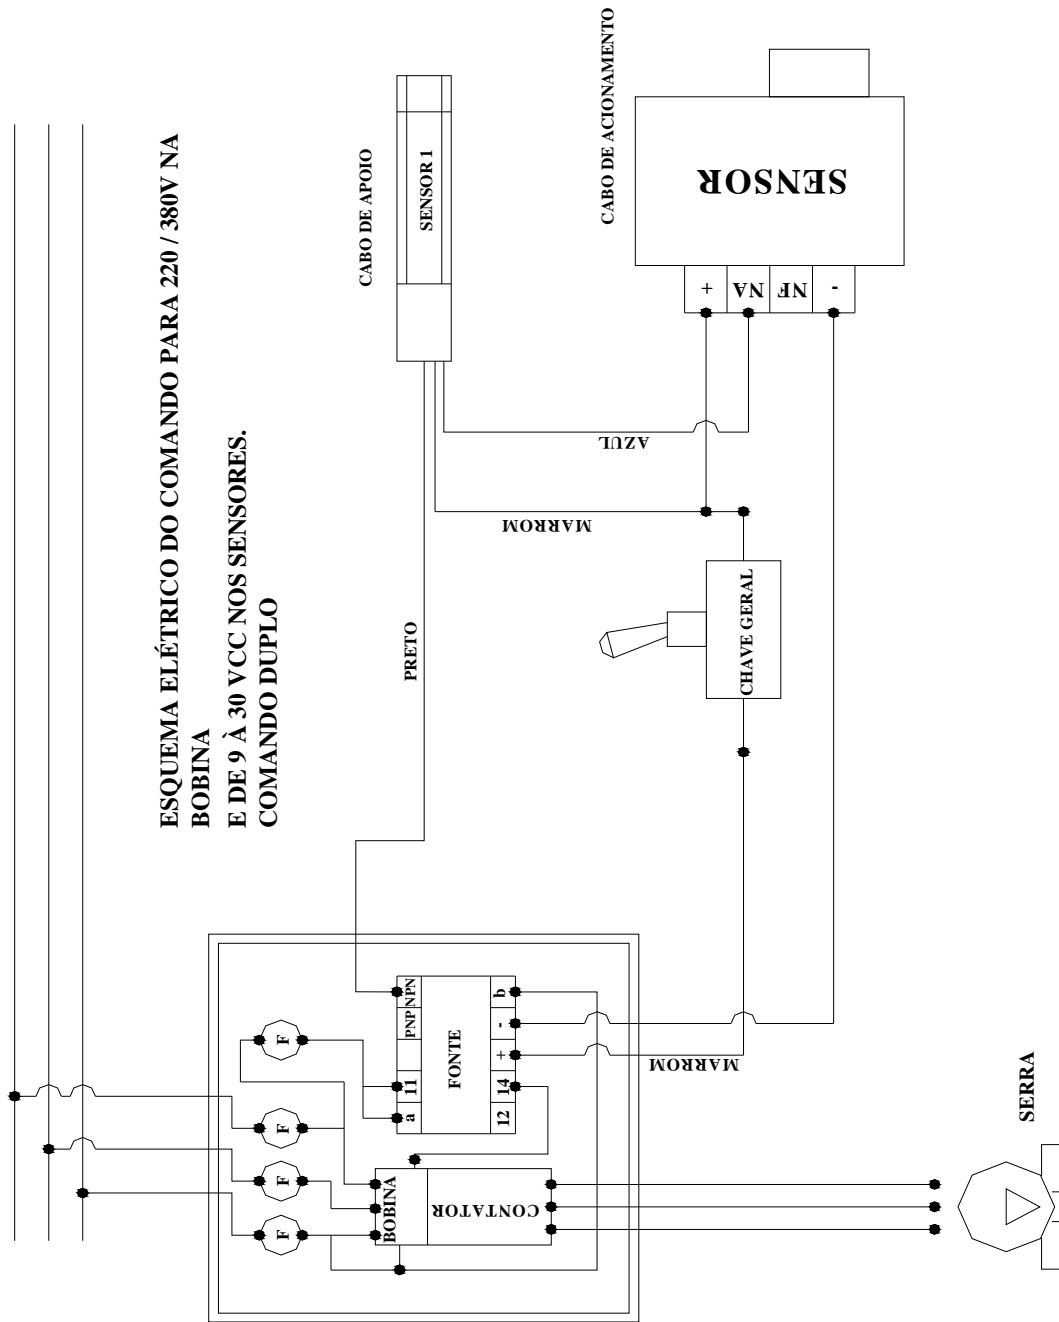 ESQUEMA ELÉTRICO DO COMANDO PARA 220 / 380V NA
BOBINA
E DE 9 À 30 VCC NOS SENSORES.
COMANDO DUPLO
CABO DE APOIO
SENSOR 1
CABO DE ACIONAMENTO
SENSOR
+
NA
NF
-
AZUL
MARROM
PRETO
CHAVE GERAL
F
F
F
F
a
11
PNP
NPN
FONTE
12
14
+
-
b
MARROM
BOBINA
CONTATOR
SERRA